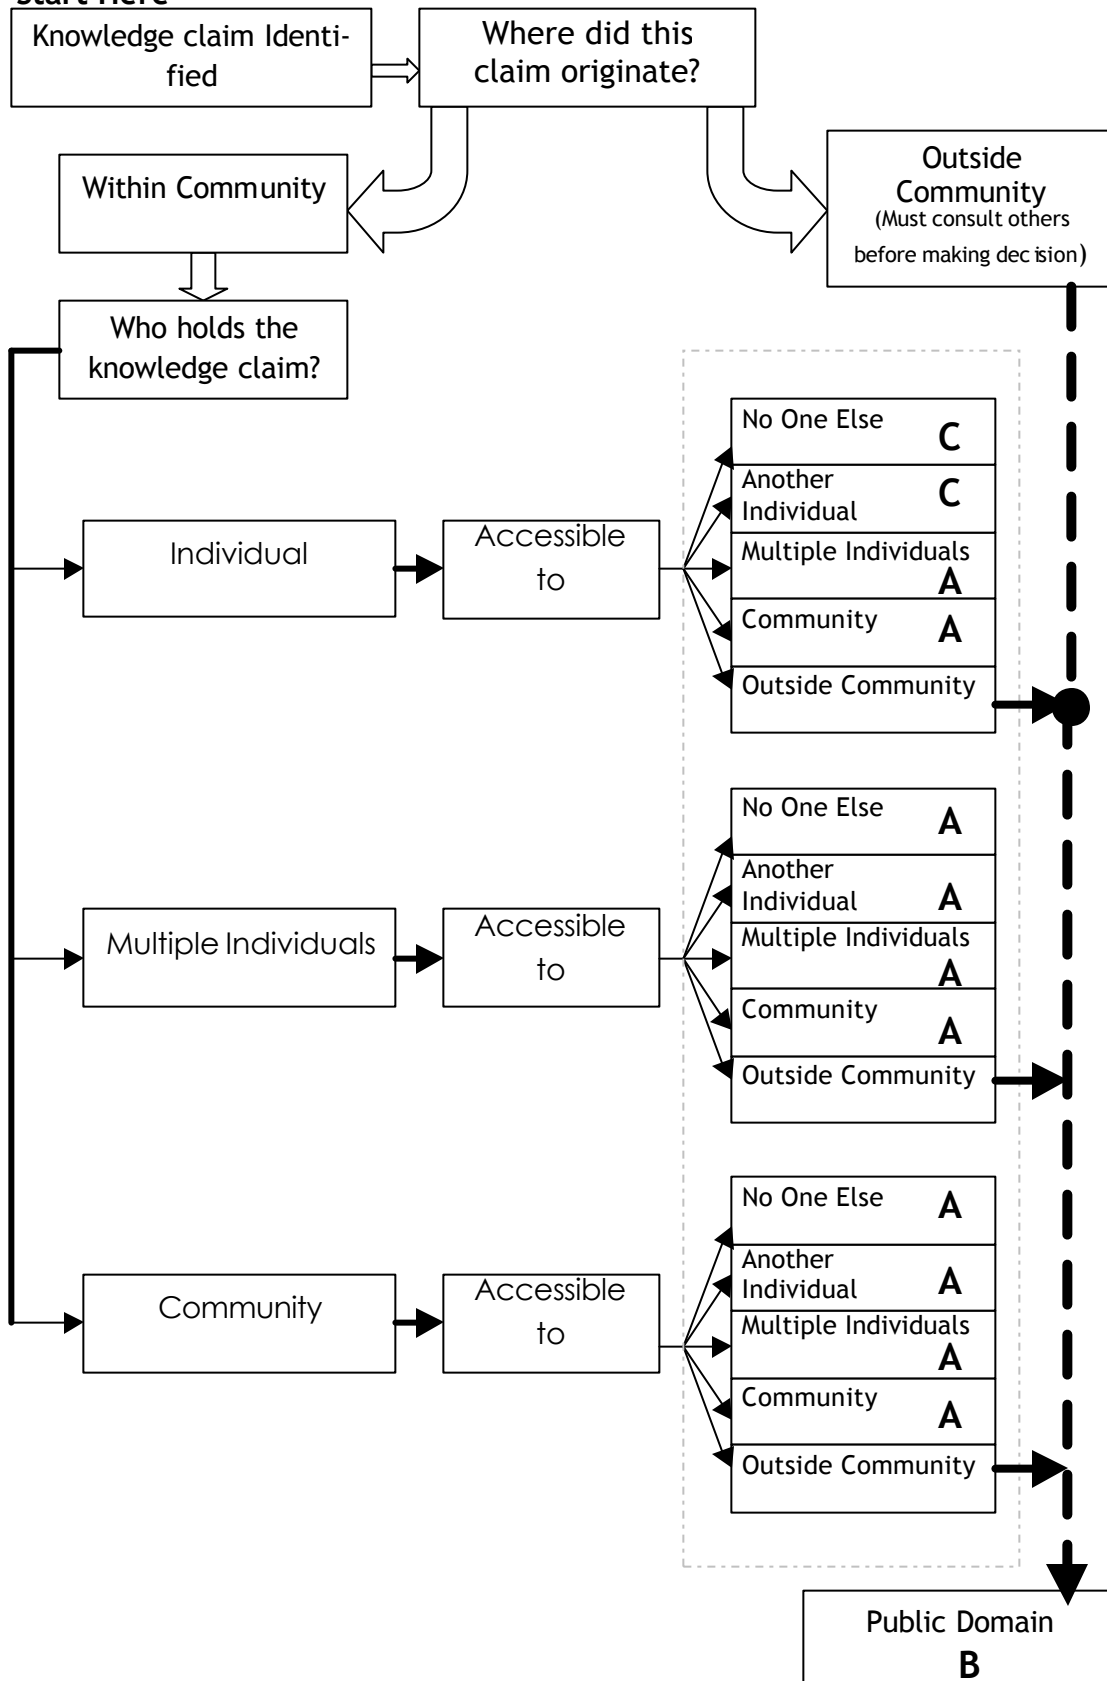 Start Here
Knowledge claim Identi-
fied
Where did this
claim originate?
Within Community
Outside
Community
(Must consult others
before making decision)
Who holds the
knowledge claim?
Individual
Accessible
to
No One Else C
Another
Individual C
Multiple Individuals
A
Community A
Outside Community
Multiple Individuals
Accessible
to
No One Else A
Another
Individual A
Multiple Individuals
A
Community A
Outside Community
Community
Accessible
to
No One Else A
Another
Individual A
Multiple Individuals
A
Community A
Outside Community
Public Domain
B